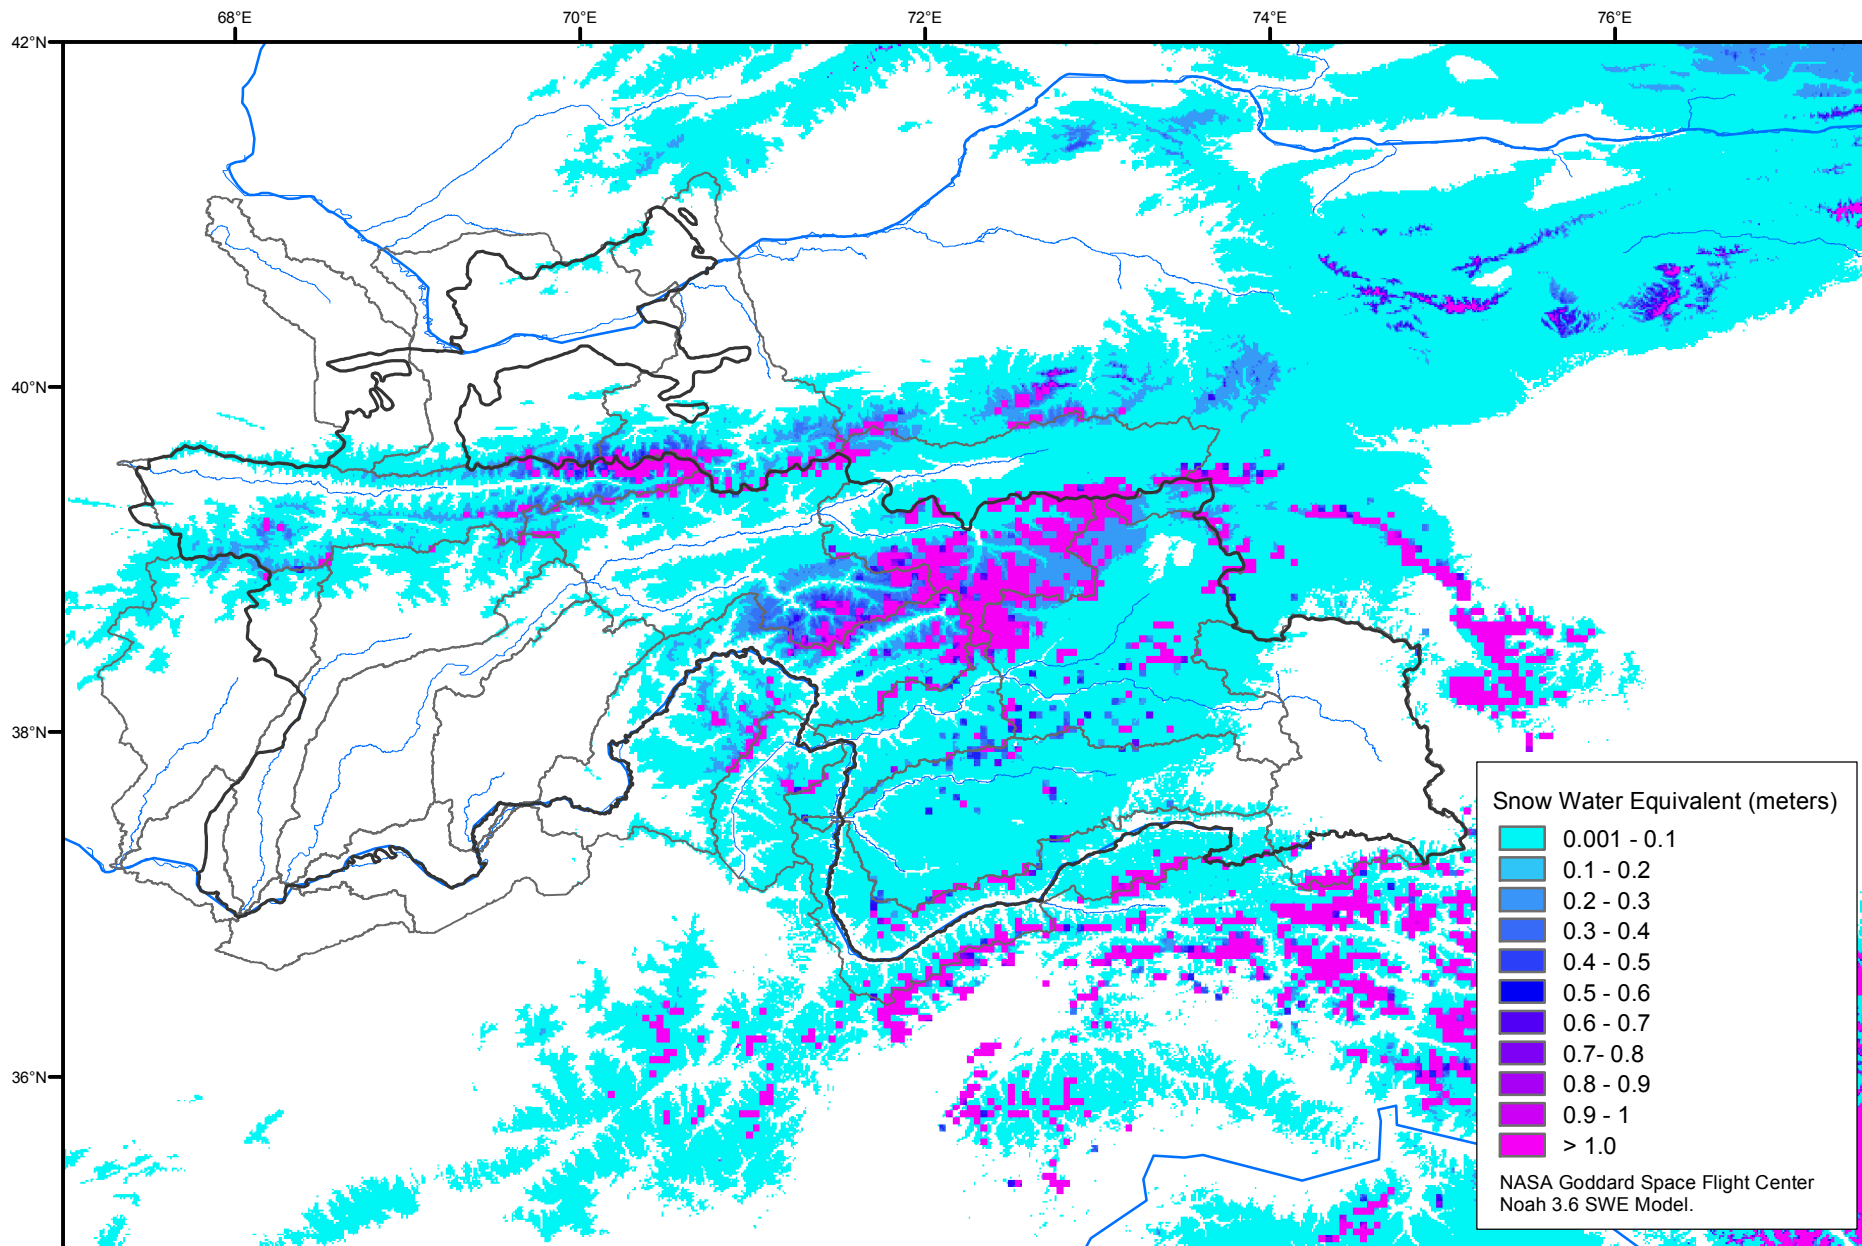 68°E
70°E
72°E
74°E
76°E
42°N
40°N
38°N
36°N
Snow Water Equivalent (meters)
0.001 - 0.1
0.1 - 0.2
0.2 - 0.3
0.3 - 0.4
0.4 - 0.5
0.5 - 0.6
0.6 - 0.7
0.7- 0.8
0.8 - 0.9
0.9 - 1
> 1.0
NASA Goddard Space Flight Center
Noah 3.6 SWE Model.